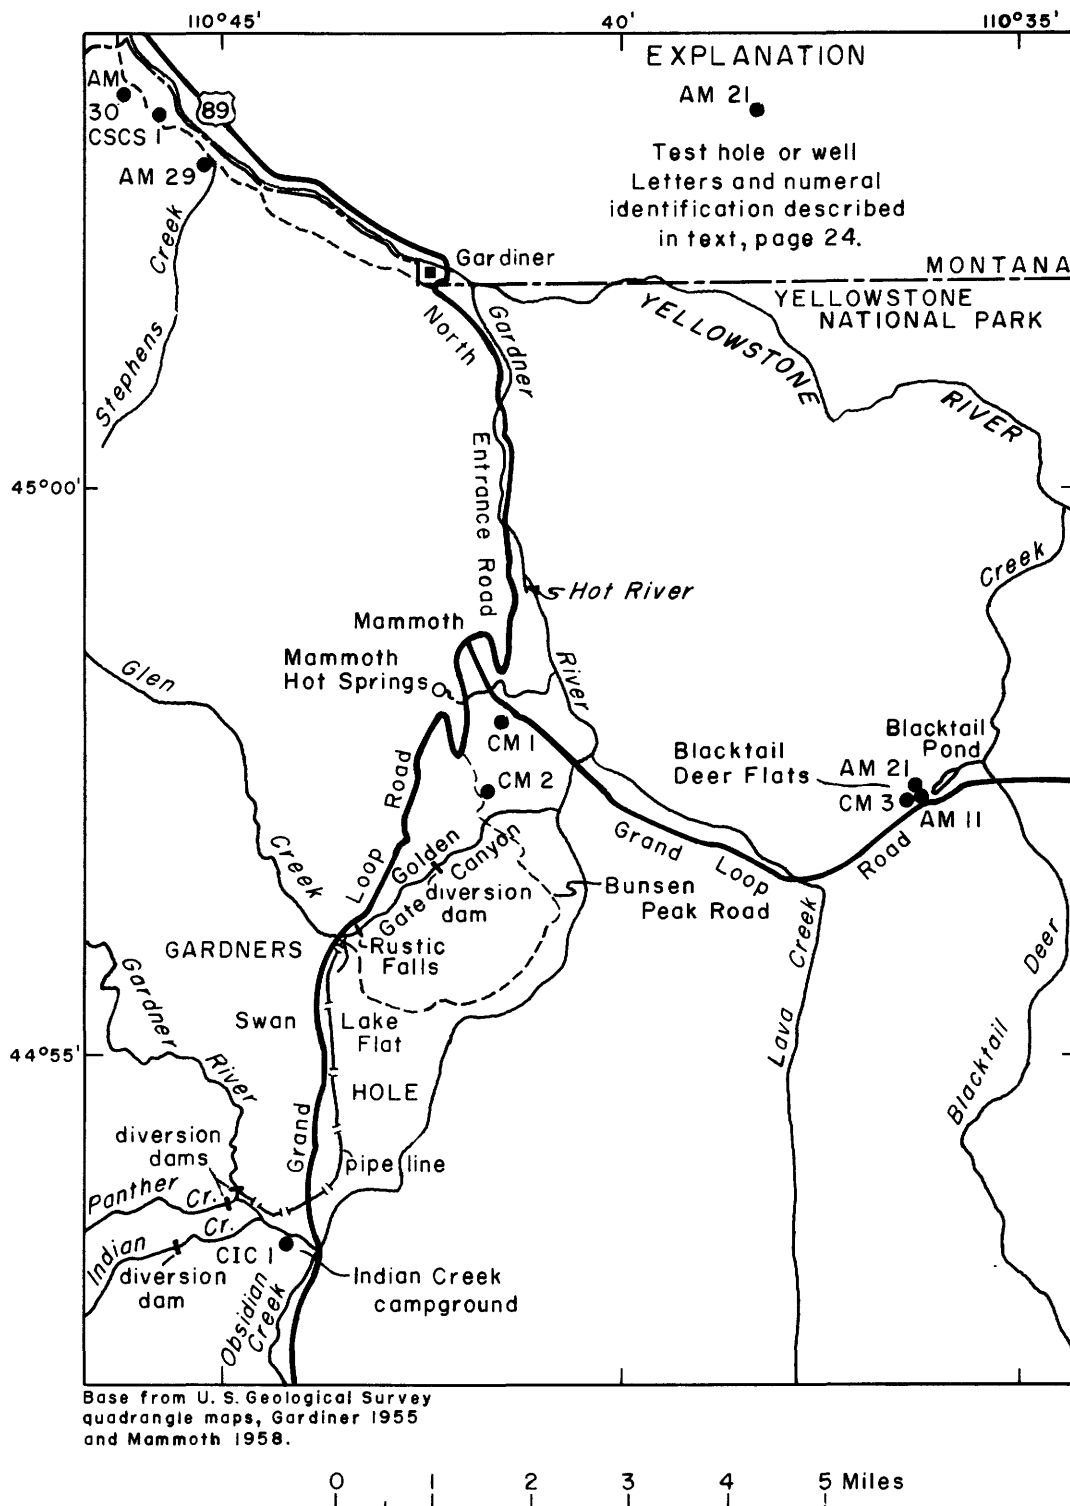 110°45'
40'
110°35'
EXPLANATION
AM 21
Test hole or well
Letters and numeral
identification described
in text, page 24.
AM
30
CSCS 1
89
AM 29
Stephens Creek
Gardiner
MONTANA
YELLOWSTONE
NATIONAL PARK
North Entrance Road
Gardner River
YELLOWSTONE RIVER
45°00'
Hot River
Mammoth
Mammoth
Hot Springs
Glen Creek
CM 1
CM 2
Blacktail
Pond
Blacktail
Deer Flats
AM 21
CM 3
AM 11
Grand Loop Road
Loop Road
Golden
Gate Canyon
diversion
dam
Bunsen
Peak Road
Rustic
Falls
GARDNERS
Swan Lake
Flat
HOLE
Gardner River
Lava Creek
Blacktail Deer Creek
44°55'
Grand
pipe line
diversion
dams
Panther Cr.
Indian Cr.
diversion
dam
CIC 1
Indian Creek
campground
Obsidian
Creek
Base from U. S. Geological Survey
quadrangle maps, Gardiner 1955
and Mammoth 1958.
0 1 2 3 4 5 Miles